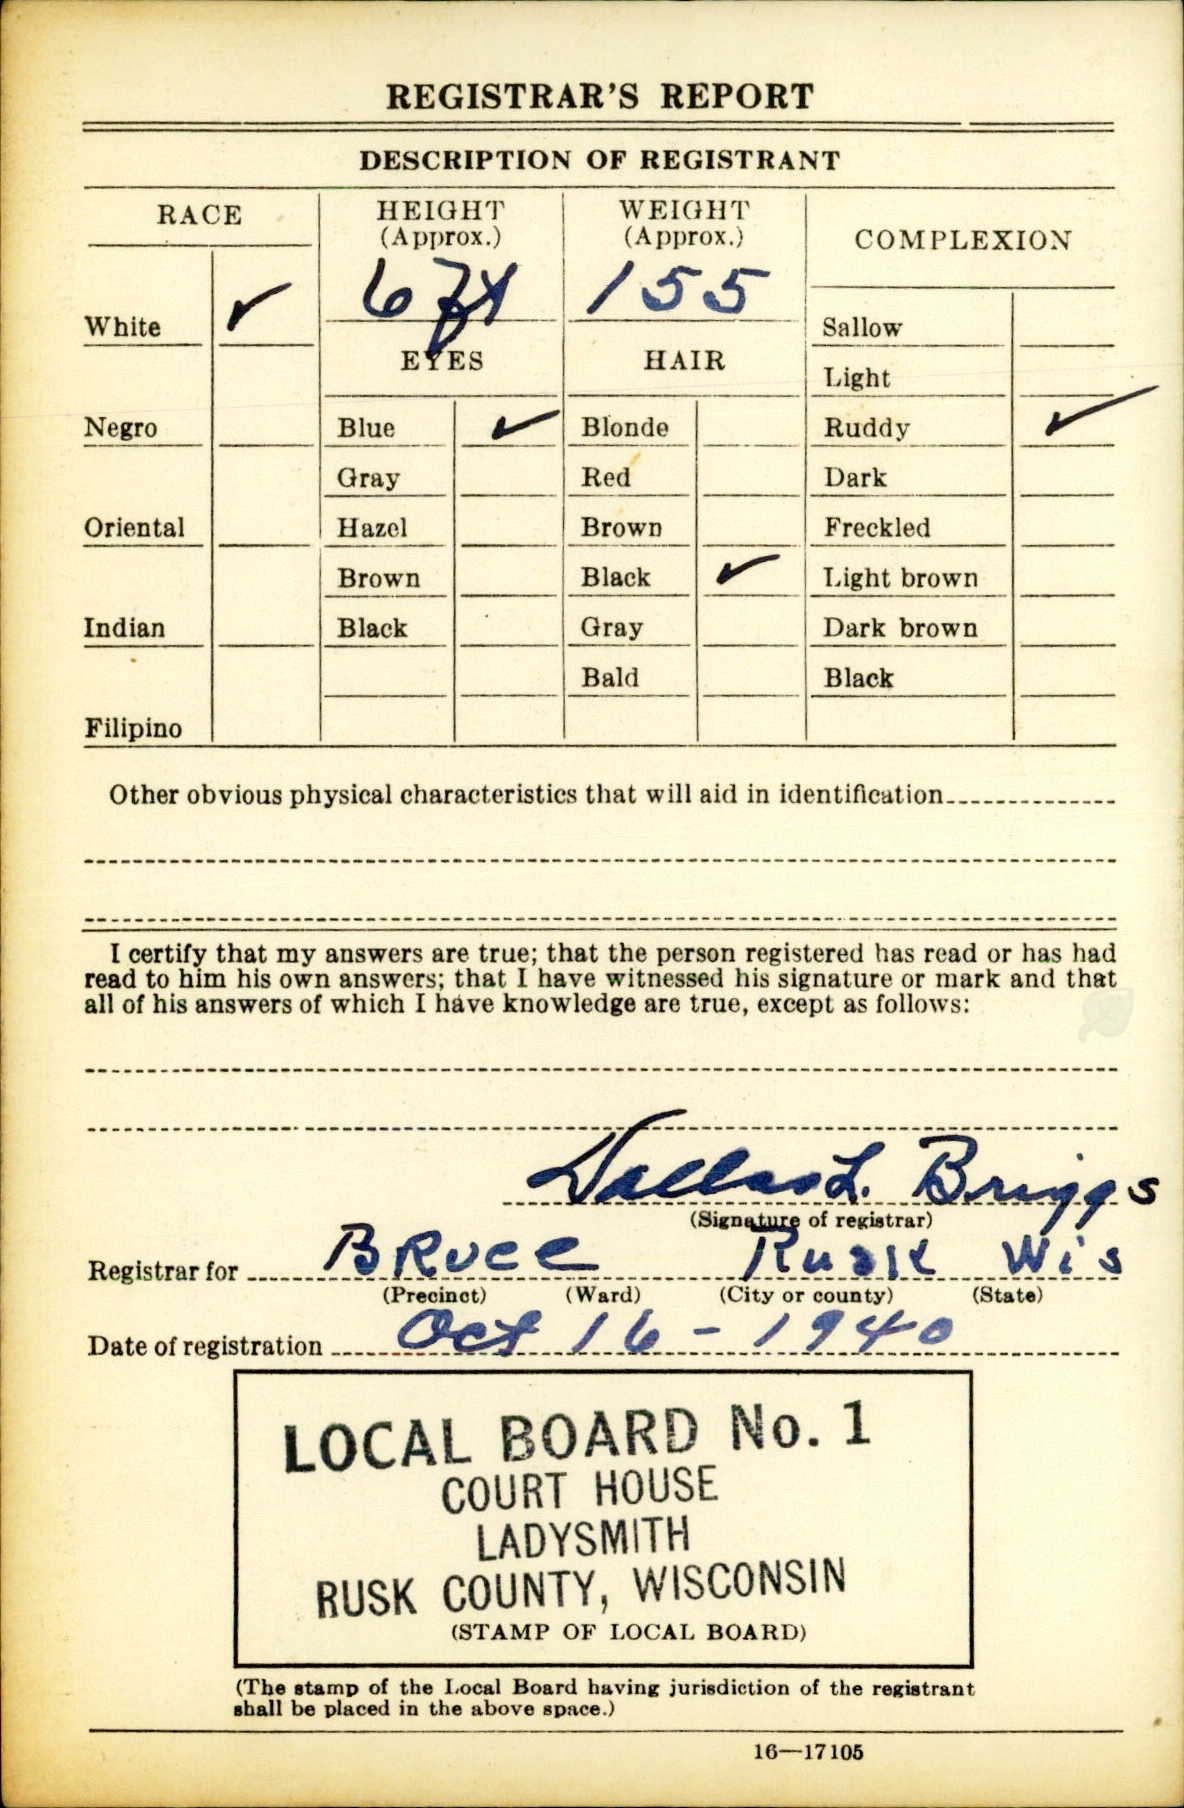 REGISTRAR'S REPORT
DESCRIPTION OF REGISTRANT
RACE
HEIGHT
(Approx.)
WEIGHT
(Approx.)
COMPLEXION
155
White ✓
EYES
HAIR
Sallow
Light
Negro
Blue ✓
Blonde
Ruddy ✓
Gray
Red
Dark
Oriental
Hazel
Brown
Freckled
Brown
Black ✓
Light brown
Indian
Black
Gray
Dark brown
Bald
Black
Filipino
Other obvious physical characteristics that will aid in identification
I certify that my answers are true; that the person registered has read or has had
read to him his own answers; that I have witnessed his signature or mark and that
all of his answers of which I have knowledge are true, except as follows:
Dallas L. Briggs
(Signature of registrar)
Registrar for Bruce Rusk Wis
(Precinct) (Ward) (City or county) (State)
Date of registration Oct 16 - 1940
LOCAL BOARD No. 1
COURT HOUSE
LADYSMITH
RUSK COUNTY, WISCONSIN
(STAMP OF LOCAL BOARD)
(The stamp of the Local Board having jurisdiction of the registrant
shall be placed in the above space.)
16—17105